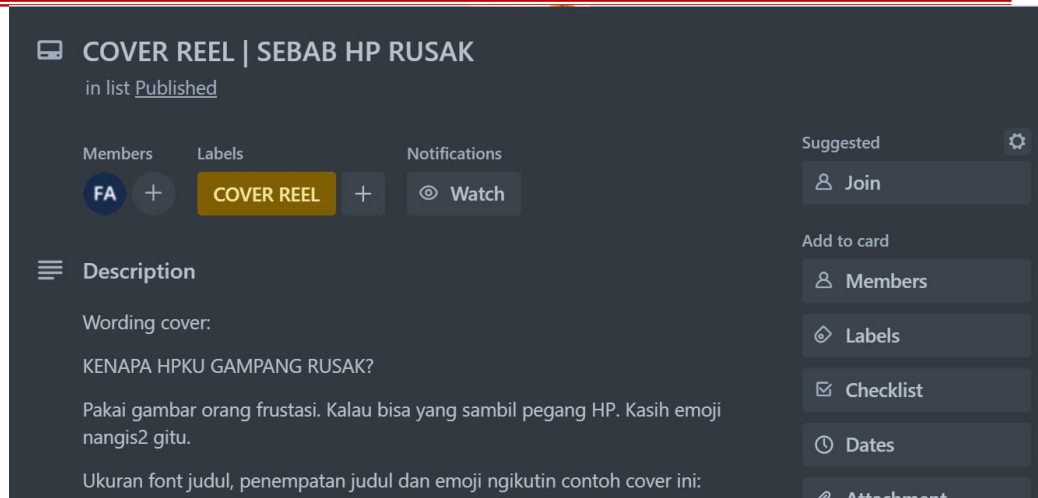 COVER REEL | SEBAB HP RUSAK
in list Published
Members
Labels
Notifications
FA
COVER REEL
Watch
Description
Wording cover:
KENAPA HPKU GAMPANG RUSAK?
Pakai gambar orang frustasi. Kalau bisa yang sambil pegang HP. Kasih emoji
nangis2 gitu.
Ukuran font judul, penempatan judul dan emoji ngikutin contoh cover ini:
Suggested
Join
Add to card
Members
Labels
Checklist
Dates
Attachment